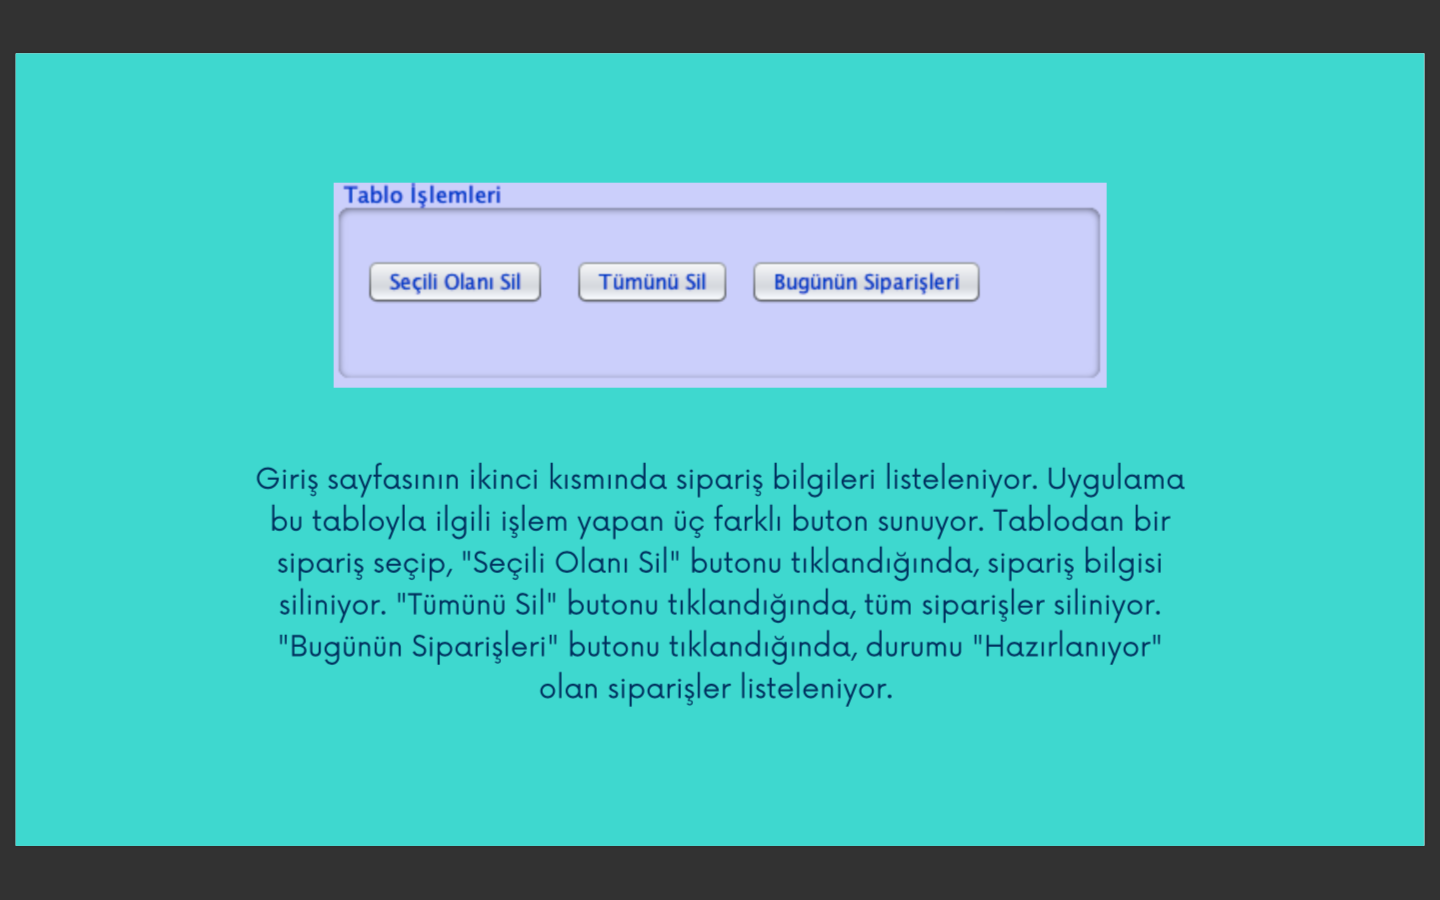 Tablo İşlemleri
Seçili Olanı Sil Tümünü Sil Bugünün Siparişleri
Giriş sayfasının ikinci kısmında sipariş bilgileri listeleniyor. Uygulama
bu tabloyla ilgili işlem yapan üç farklı buton sunuyor. Tablodan bir
sipariş seçip, "Seçili Olanı Sil" butonu tıklandığında, sipariş bilgisi
siliniyor. "Tümünü Sil" butonu tıklandığında, tüm siparişler siliniyor.
"Bugünün Siparişleri" butonu tıklandığında, durumu "Hazırlanıyor"
olan siparişler listeleniyor.